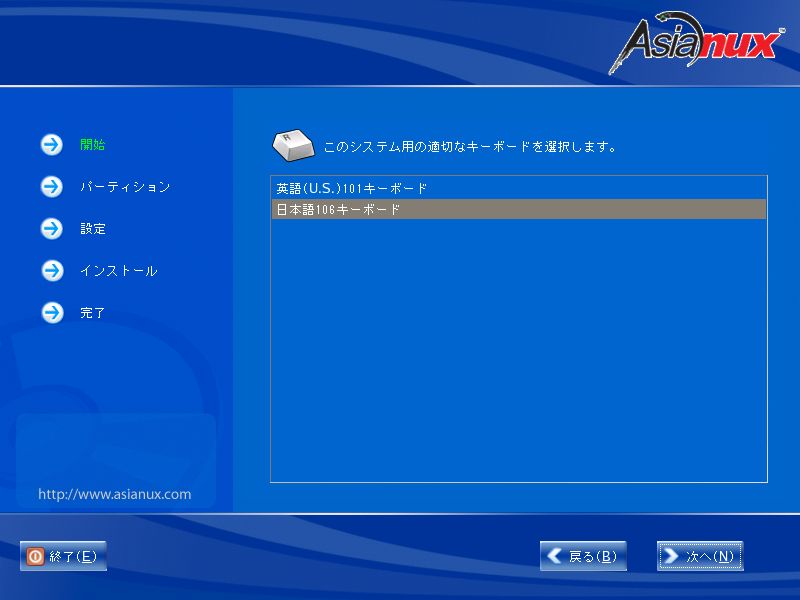 Asianux™
開始
パーティション
設定
インストール
完了
http://www.asianux.com
R
このシステム用の適切なキーボードを選択します。
英語(U.S.)101キーボード
日本語106キーボード
終了(E)
戻る(B)
次へ(N)